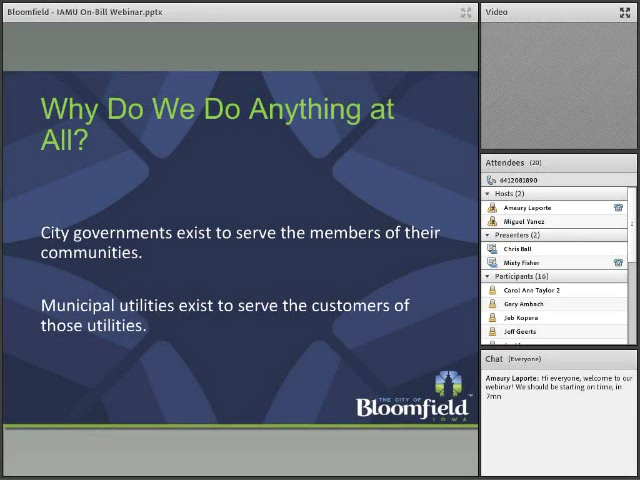 Bloomfield - IAMU On-Bill Webinar.pptx
Why Do We Do Anything at
All?
City governments exist to serve the members of their
communities.
Municipal utilities exist to serve the customers of
those utilities.
THE CITY OF
Bloomfield
IOWA
Video
Attendees (20)
6412081890
Hosts (2)
Amaury Laporte
Miguel Yanez
Presenters (2)
Chris Ball
Misty Fisher
Participants (16)
Carol Ann Taylor 2
Gary Ambach
Jeb Kopera
Jeff Geerts
Chat (Everyone)
Amaury Laporte: Hi everyone, welcome to our
webinar! We should be starting on time, in
7mn